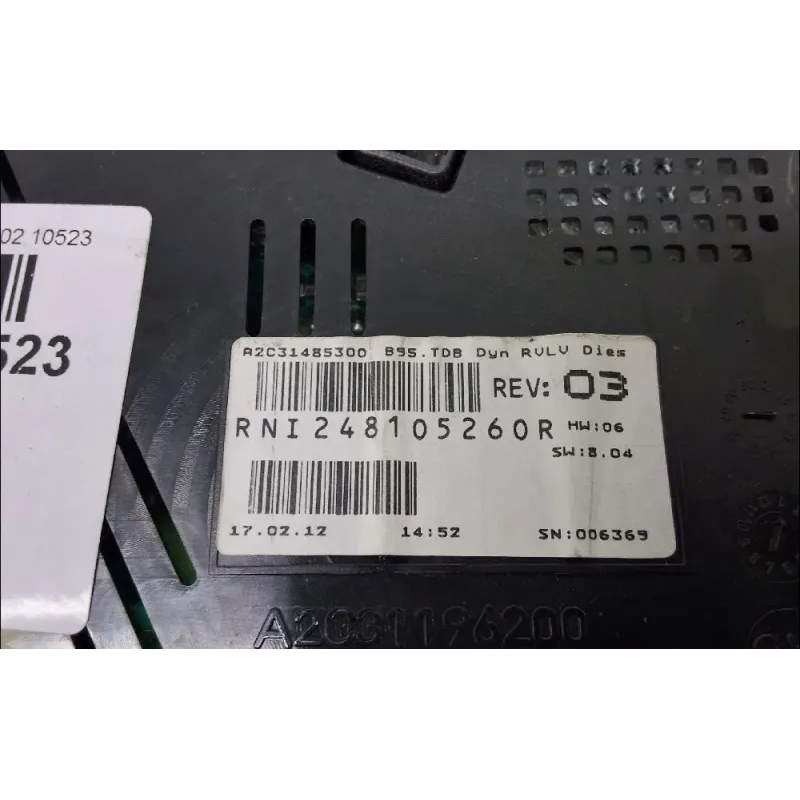 02 10523
523
A2C31485300 B95.TDB Dyn RVLV Dies
REV: 03
RNI248105260R HW:06
SW:8.04
17.02.12 14:52 SN:006369
A2C31196200